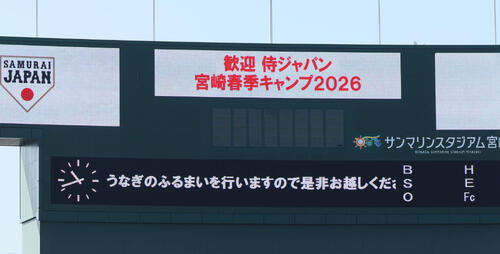 SAMURAI
JAPAN
歓迎 侍ジャパン
宮崎春季キャンプ2026
サンマリンスタジアム宮
うなぎのふるまいを行いますので是非お越しくださ
B
S
O
H
E
Fc